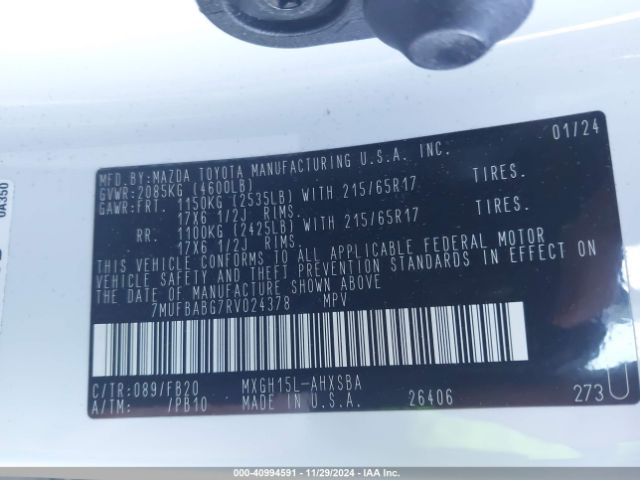 0A350
01/24
MFD.BY:MAZDA TOYOTA MANUFACTURING U.S.A. INC.
GVWR:2085KG (4600LB)
GAWR:FRT. 1150KG (2535LB) WITH 215/65R17 TIRES.
17X6 1/2J RIMS.
RR. 1100KG (2425LB) WITH 215/65R17 TIRES.
17X6 1/2J RIMS.
THIS VEHICLE CONFORMS TO ALL APPLICABLE FEDERAL MOTOR
VEHICLE SAFETY AND THEFT PREVENTION STANDARDS IN EFFECT ON
THE DATE OF MANUFACTURE SHOWN ABOVE
7MUFBABG7RV024378 MPV
C/TR:089/FB20 MXGH15L-AHXSBA
A/TM: /PB10 MADE IN U.S.A. 26406 273
000-40994591 - 11/29/2024 - IAA Inc.